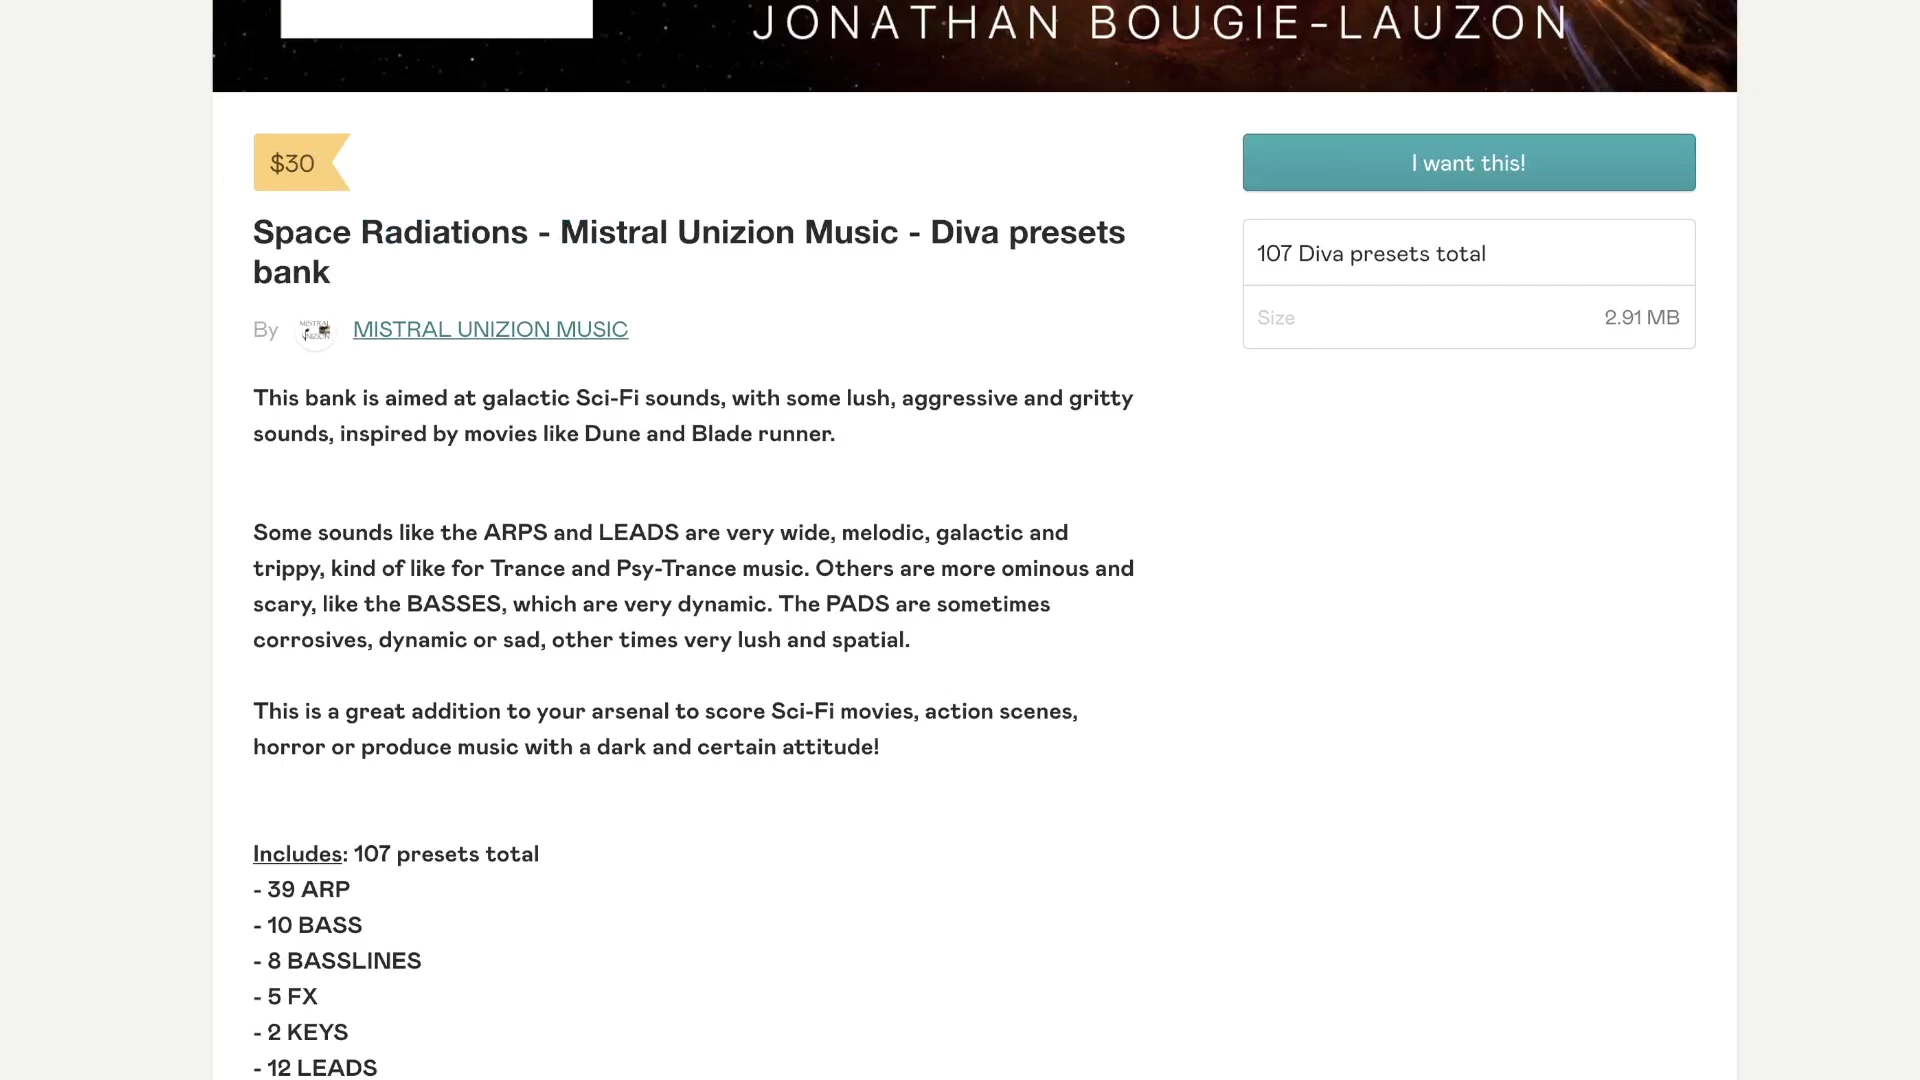 JONATHAN BOUGIE-LAUZON
$30
I want this!
Space Radiations - Mistral Unizion Music - Diva presets
bank
107 Diva presets total
Size 2.91 MB
By MISTRAL UNIZION MUSIC
This bank is aimed at galactic Sci-Fi sounds, with some lush, aggressive and gritty
sounds, inspired by movies like Dune and Blade runner.
Some sounds like the ARPS and LEADS are very wide, melodic, galactic and
trippy, kind of like for Trance and Psy-Trance music. Others are more ominous and
scary, like the BASSES, which are very dynamic. The PADS are sometimes
corrosives, dynamic or sad, other times very lush and spatial.
This is a great addition to your arsenal to score Sci-Fi movies, action scenes,
horror or produce music with a dark and certain attitude!
Includes: 107 presets total
- 39 ARP
- 10 BASS
- 8 BASSLINES
- 5 FX
- 2 KEYS
- 12 LEADS